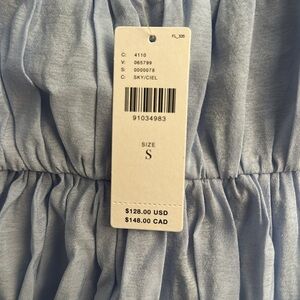 FL_105
C: 4110
V: 065799
S: 0000078
C: SKY/CIEL
91034983
SIZE
S
$128.00 USD
$148.00 CAD